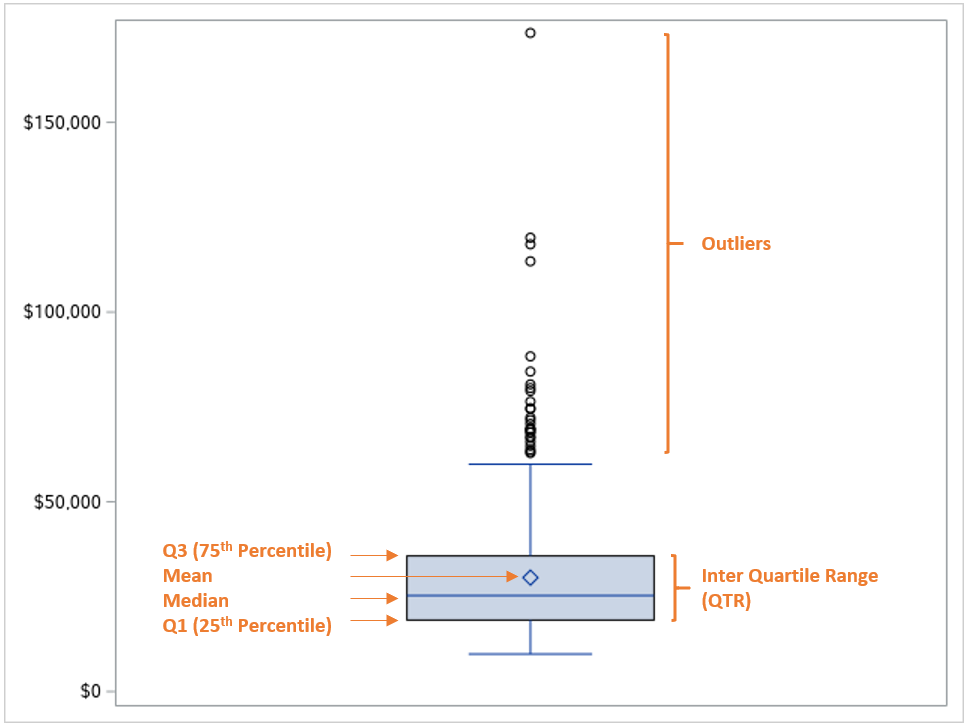 $150,000
Outliers
$100,000
$50,000
Q3 (75th Percentile)
Mean
Median
Q1 (25th Percentile)
Inter Quartile Range
(QTR)
$0